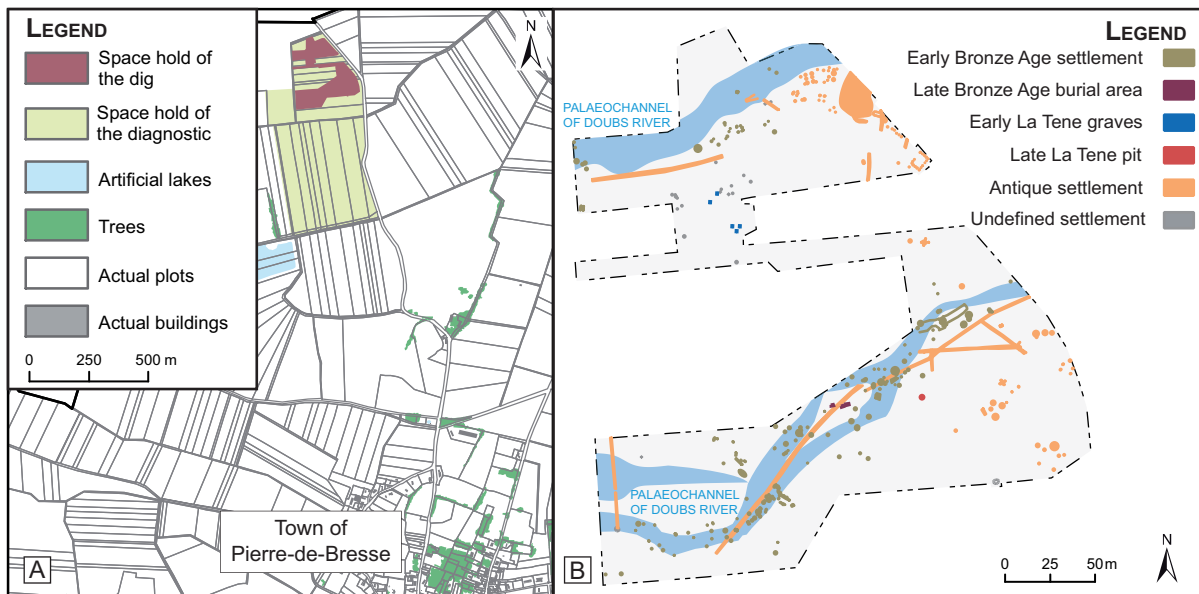 LEGEND
Space hold of
the dig
Space hold of
the diagnostic
Artificial lakes
Trees
Actual plots
Actual buildings
0 250 500 m
N
Town of
Pierre-de-Bresse
A
LEGEND
Early Bronze Age settlement
Late Bronze Age burial area
Early La Tene graves
Late La Tene pit
Antique settlement
Undefined settlement
PALAEOCHANNEL
OF DOUBS RIVER
PALAEOCHANNEL
OF DOUBS RIVER
B
0 25 50 m
N